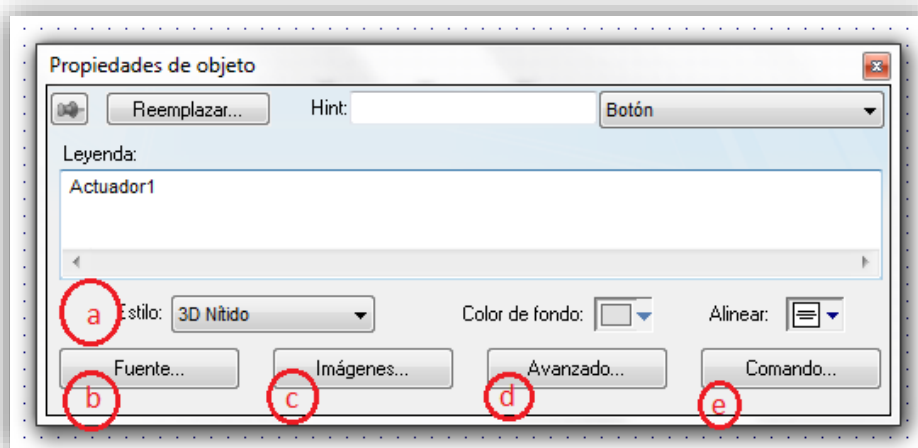 Propiedades de objeto
Reemplazar... Hint: Botón
Leyenda:
Actuador1
a Estilo: 3D Nítido Color de fondo: Alinear:
Fuente... Imágenes... Avanzado... Comando...
b c d e